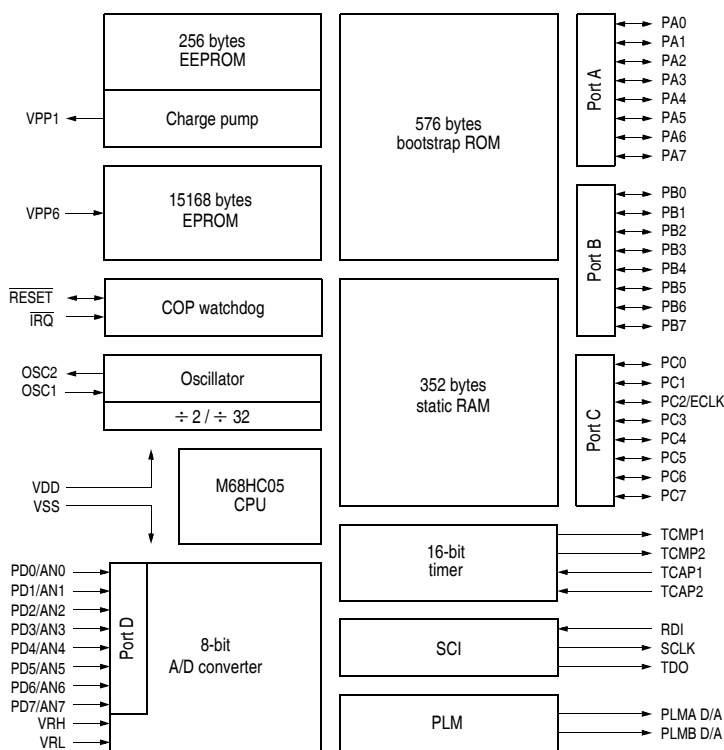 256 bytes
EEPROM
Charge pump
VPP1
15168 bytes
EPROM
VPP6
COP watchdog
RESET
IRQ
Oscillator
÷ 2 / ÷ 32
OSC2
OSC1
M68HC05
CPU
VDD
VSS
Port D
8-bit
A/D converter
PD0/AN0
PD1/AN1
PD2/AN2
PD3/AN3
PD4/AN4
PD5/AN5
PD6/AN6
PD7/AN7
VRH
VRL
576 bytes
bootstrap ROM
352 bytes
static RAM
16-bit
timer
SCI
PLM
Port A
PA0
PA1
PA2
PA3
PA4
PA5
PA6
PA7
Port B
PB0
PB1
PB2
PB3
PB4
PB5
PB6
PB7
Port C
PC0
PC1
PC2/ECLK
PC3
PC4
PC5
PC6
PC7
TCMP1
TCMP2
TCAP1
TCAP2
RDI
SCLK
TDO
PLMA D/A
PLMB D/A